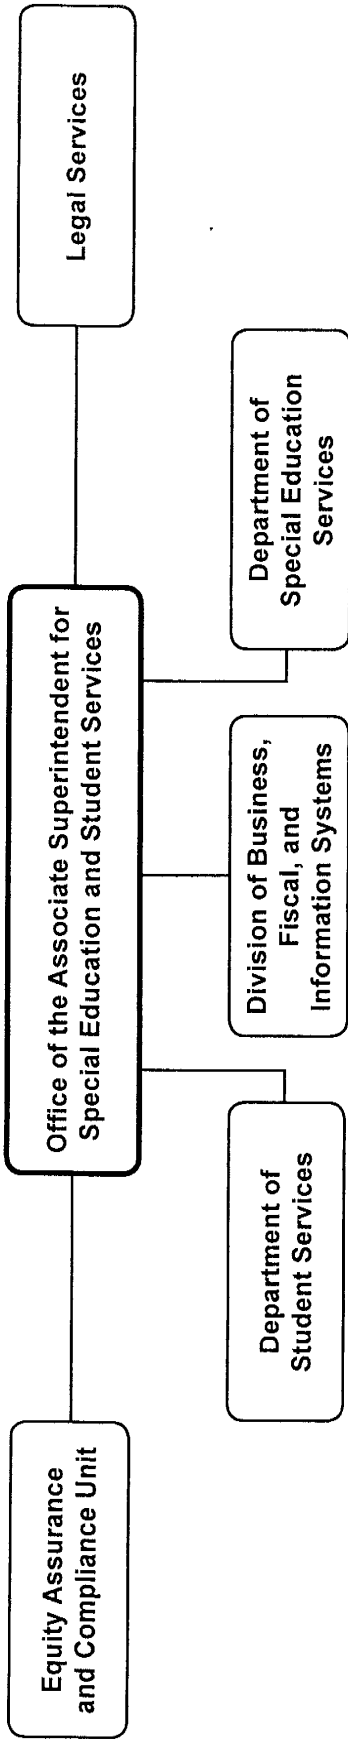 Office of the Associate Superintendent for
Special Education and Student Services
Equity Assurance
and Compliance Unit
Legal Services
Department of
Student Services
Division of Business,
Fiscal, and
Information Systems
Department of
Special Education
Services